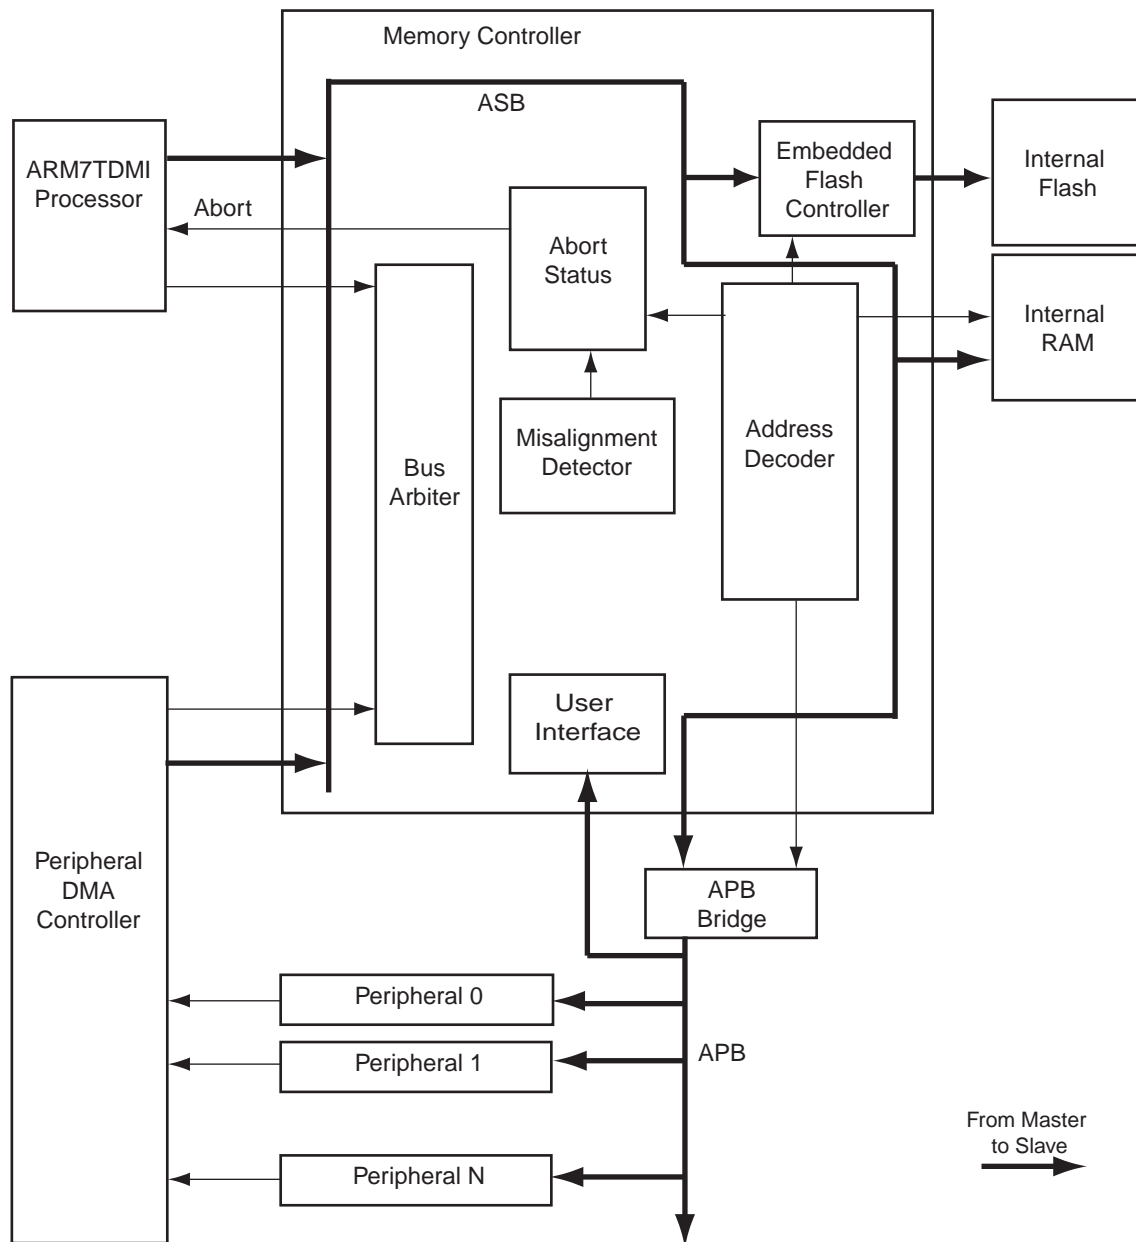 Memory Controller
ASB
ARM7TDMI
Processor
Embedded
Flash
Controller
Internal
Flash
Abort
Abort
Status
Internal
RAM
Misalignment
Detector
Address
Decoder
Bus
Arbiter
User
Interface
Peripheral
DMA
Controller
APB
Bridge
Peripheral 0
Peripheral 1
APB
Peripheral N
From Master
to Slave